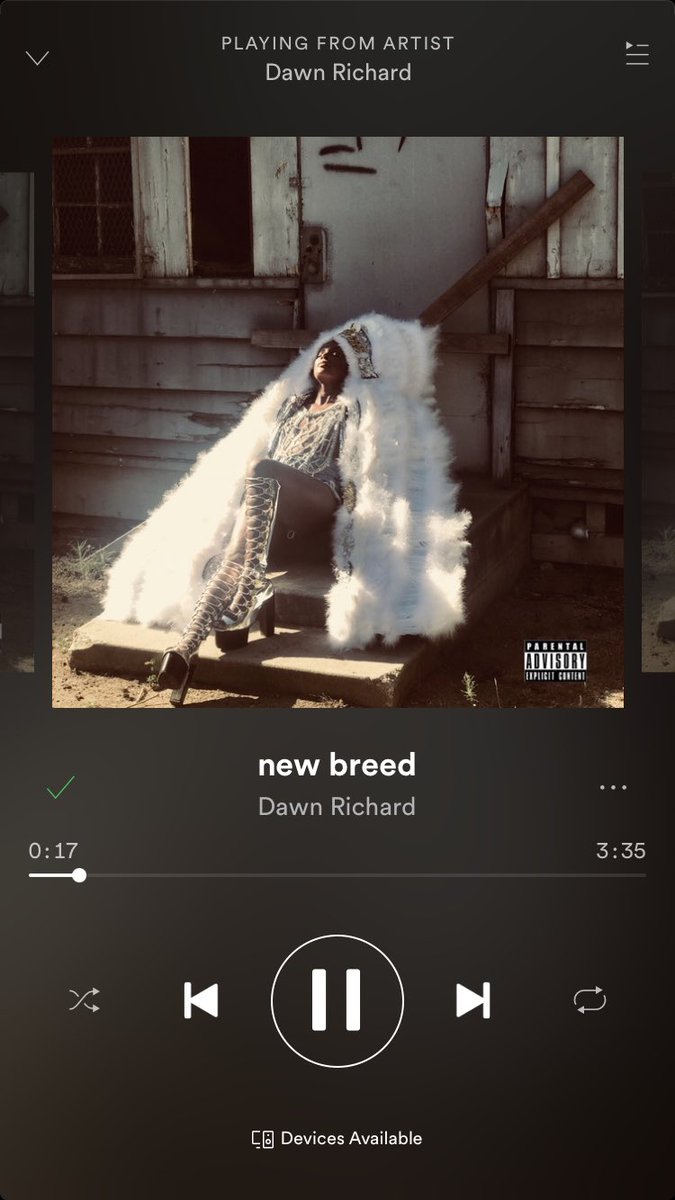 PLAYING FROM ARTIST
Dawn Richard
PARENTAL
ADVISORY
EXPLICIT CONTENT
new breed
Dawn Richard
0:17
3:35
Devices Available